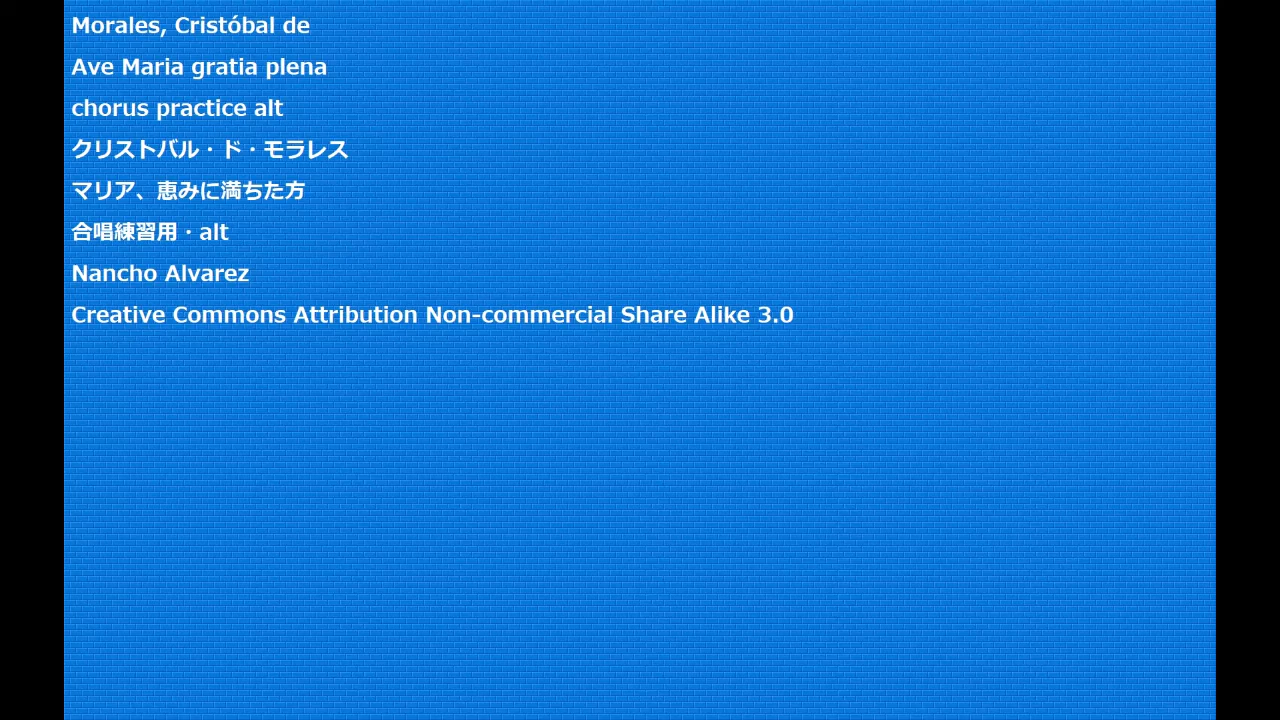 Morales, Cristóbal de
Ave Maria gratia plena
chorus practice alt
クリストバル・ド・モラレス
マリア、恵みに満ちた方
合唱練習用・alt
Nancho Alvarez
Creative Commons Attribution Non-commercial Share Alike 3.0